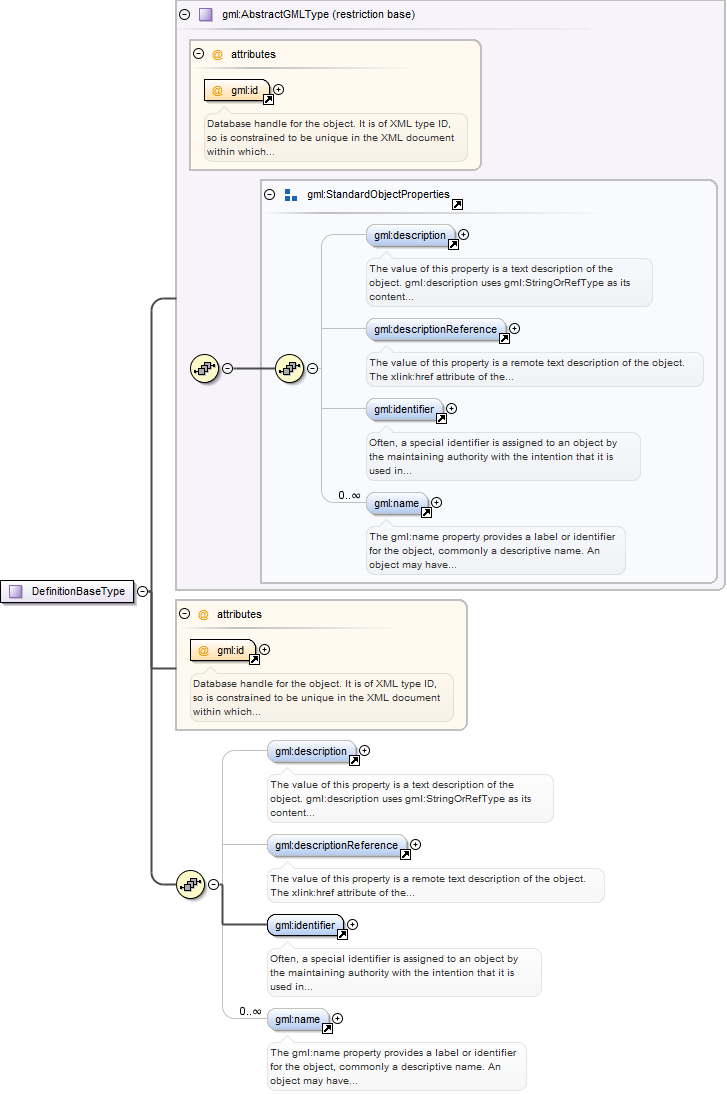 gml:AbstractGMLType (restriction base)
@ attributes
@ gml:id
Database handle for the object. It is of XML type ID,
so is constrained to be unique in the XML document
within which...
gml:StandardObjectProperties
gml:description
The value of this property is a text description of the
object. gml:description uses gml:StringOrRefType as its
content...
gml:descriptionReference
The value of this property is a remote text description of the object.
The xlink:href attribute of the...
gml:identifier
Often, a special identifier is assigned to an object by
the maintaining authority with the intention that it is
used in...
0..∞
gml:name
The gml:name property provides a label or identifier
for the object, commonly a descriptive name. An
object may have...
DefinitionBaseType
@ attributes
@ gml:id
Database handle for the object. It is of XML type ID,
so is constrained to be unique in the XML document
within which...
gml:description
The value of this property is a text description of the
object. gml:description uses gml:StringOrRefType as its
content...
gml:descriptionReference
The value of this property is a remote text description of the object.
The xlink:href attribute of the...
gml:identifier
Often, a special identifier is assigned to an object by
the maintaining authority with the intention that it is
used in...
0..∞
gml:name
The gml:name property provides a label or identifier
for the object, commonly a descriptive name. An
object may have...